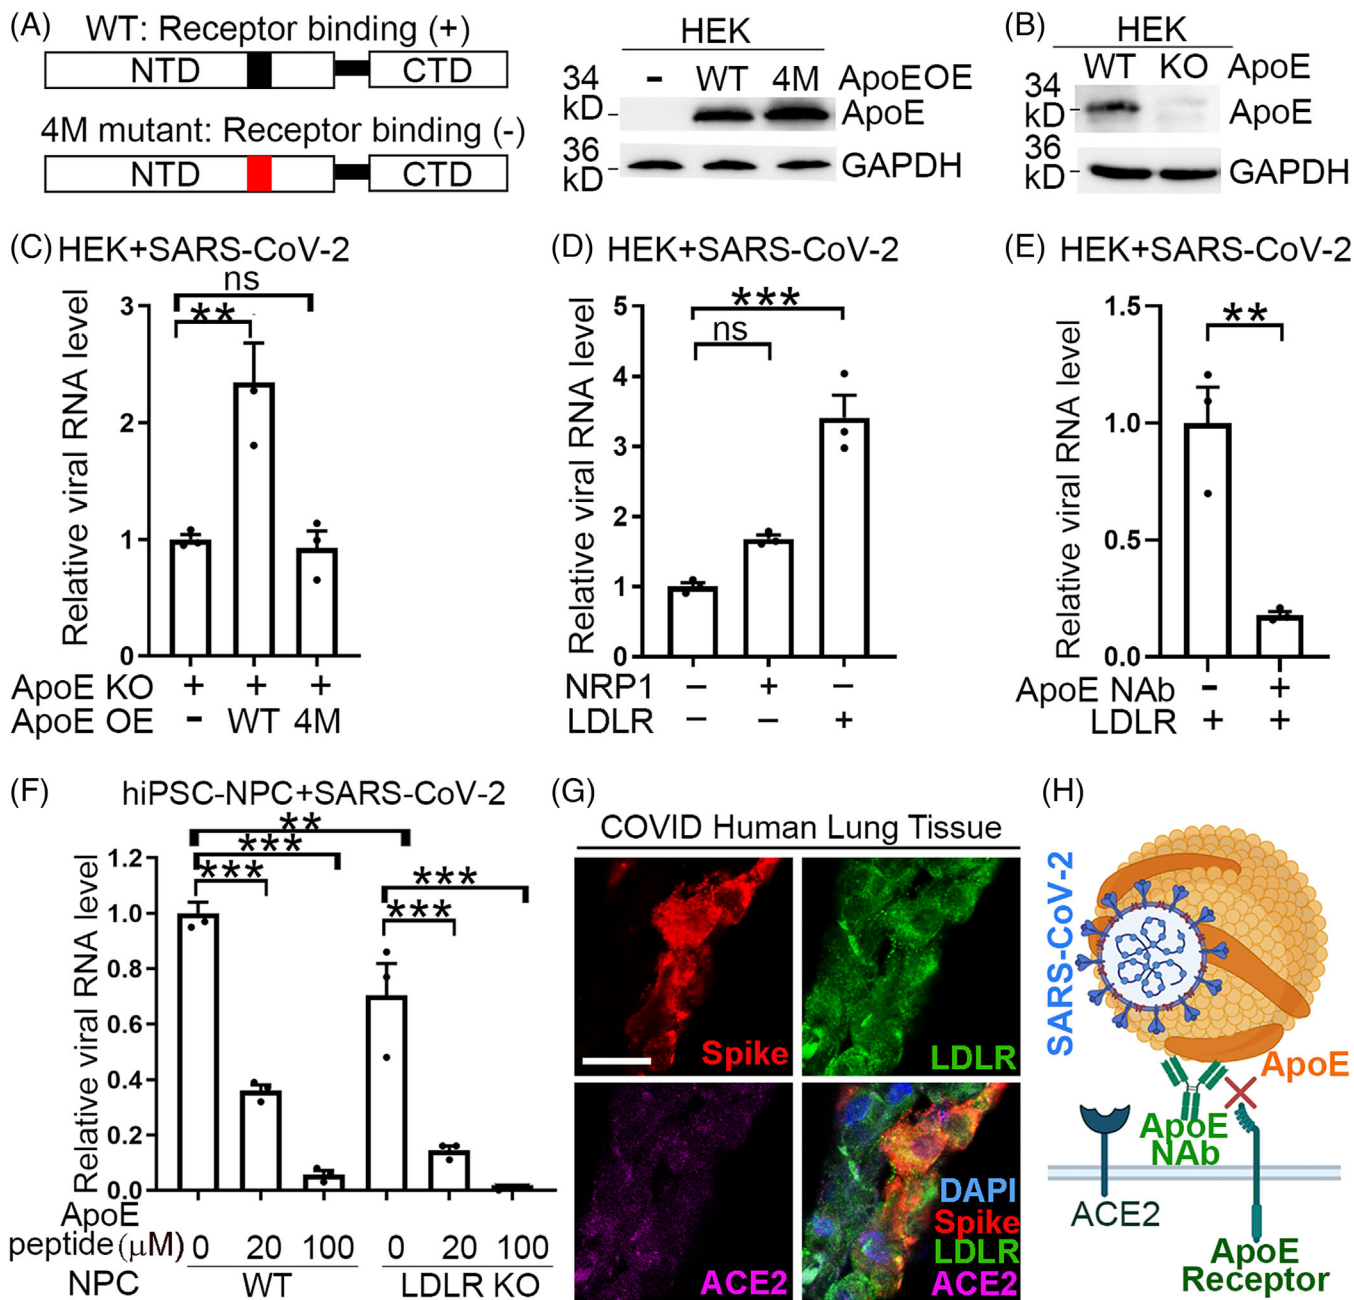 (A)
WT: Receptor binding (+)
NTD CTD
4M mutant: Receptor binding (-)
NTD CTD
HEK
- WT 4M ApoEOE
34
kD
ApoE
36
kD
GAPDH
(B)
HEK
WT KO ApoE
34
kD
ApoE
36
kD
GAPDH
(C)
HEK+SARS-CoV-2
ns
**
Relative viral RNA level
3
2
1
0
ApoE KO + + +
ApoE OE - WT 4M
(D)
HEK+SARS-CoV-2
***
ns
Relative viral RNA level
5
4
3
2
1
0
NRP1 − + −
LDLR − − +
(E)
HEK+SARS-CoV-2
**
Relative viral RNA level
1.5
1.0
0.5
0.0
ApoE NAb - +
LDLR + +
(F)
hiPSC-NPC+SARS-CoV-2
**
***
***
***
***
Relative viral RNA level
1.2
1.0
0.8
0.6
0.4
0.2
0.0
ApoE
peptide (μM) 0 20 100 0 20 100
NPC WT LDLR KO
(G)
COVID Human Lung Tissue
Spike
LDLR
ACE2
DAPI
Spike
LDLR
ACE2
(H)
SARS-CoV-2
ApoE
ApoE
NAb
ACE2
ApoE
Receptor